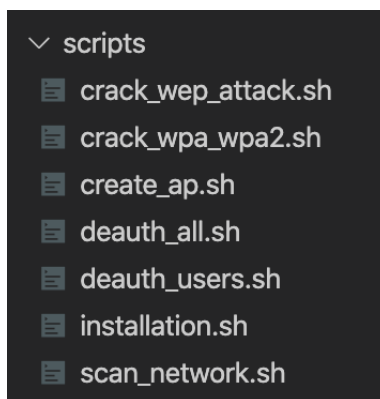 scripts
crack_wep_attack.sh
crack_wpa_wpa2.sh
create_ap.sh
deauth_all.sh
deauth_users.sh
installation.sh
scan_network.sh